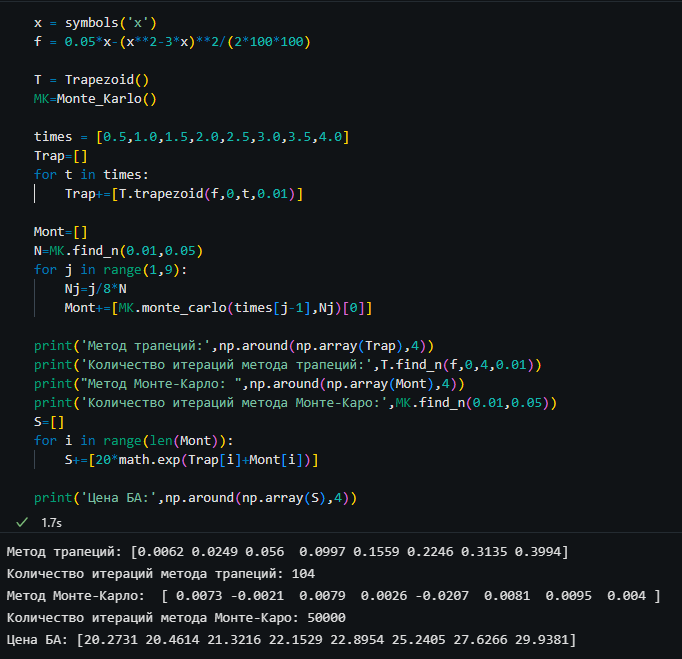 x = symbols('x')
f = 0.05*x-(x**2-3*x)**2/(2*100*100)
T = Trapezoid()
MK=Monte_Karlo()
times = [0.5,1.0,1.5,2.0,2.5,3.0,3.5,4.0]
Trap=[]
for t in times:
    Trap+=[T.trapezoid(f,0,t,0.01)]
Mont=[]
N=MK.find_n(0.01,0.05)
for j in range(1,9):
    Nj=j/8*N
    Mont+=[MK.monte_carlo(times[j-1],Nj)[0]]
print('Метод трапеций:',np.around(np.array(Trap),4))
print('Количество итераций метода трапеций:',T.find_n(f,0,4,0.01))
print("Метод Монте-Карло: ",np.around(np.array(Mont),4))
print('Количество итераций метода Монте-Каро:',MK.find_n(0.01,0.05))
S=[]
for i in range(len(Mont)):
    S+=[20*math.exp(Trap[i]+Mont[i])]
print('Цена БА:',np.around(np.array(S),4))
1.7s
Метод трапеций: [0.0062 0.0249 0.056  0.0997 0.1559 0.2246 0.3135 0.3994]
Количество итераций метода трапеций: 104
Метод Монте-Карло:  [ 0.0073 -0.0021  0.0079  0.0026 -0.0207  0.0081  0.0095  0.004 ]
Количество итераций метода Монте-Каро: 50000
Цена БА: [20.2731 20.4614 21.3216 22.1529 22.8954 25.2405 27.6266 29.9381]